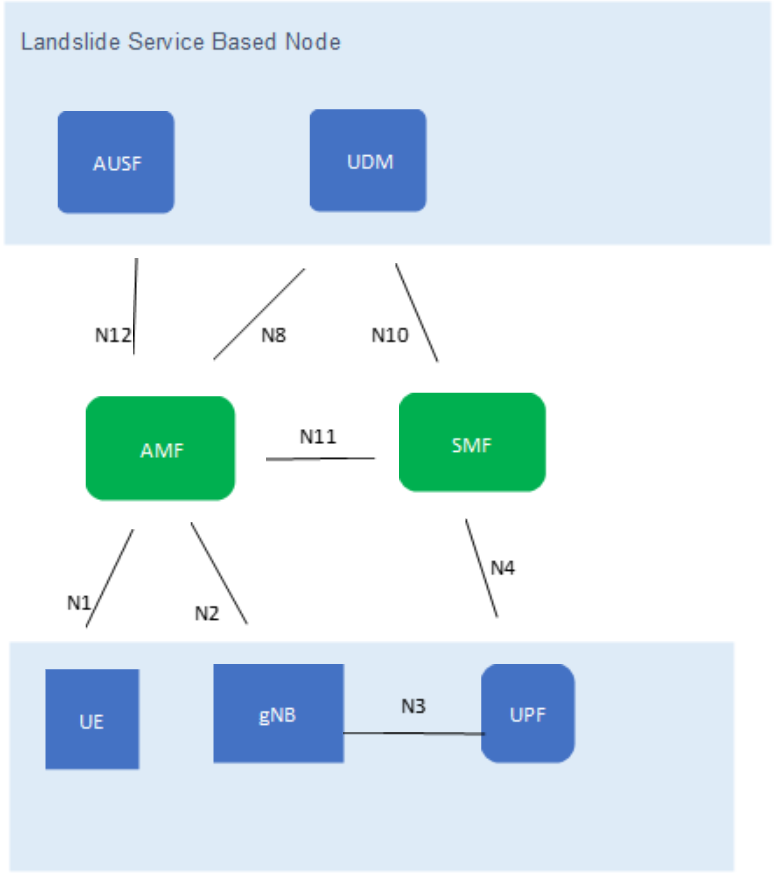 Landslide Service Based Node
AUSF
UDM
N12
N8
N10
AMF
N11
SMF
N1
N2
N4
UE
gNB
N3
UPF